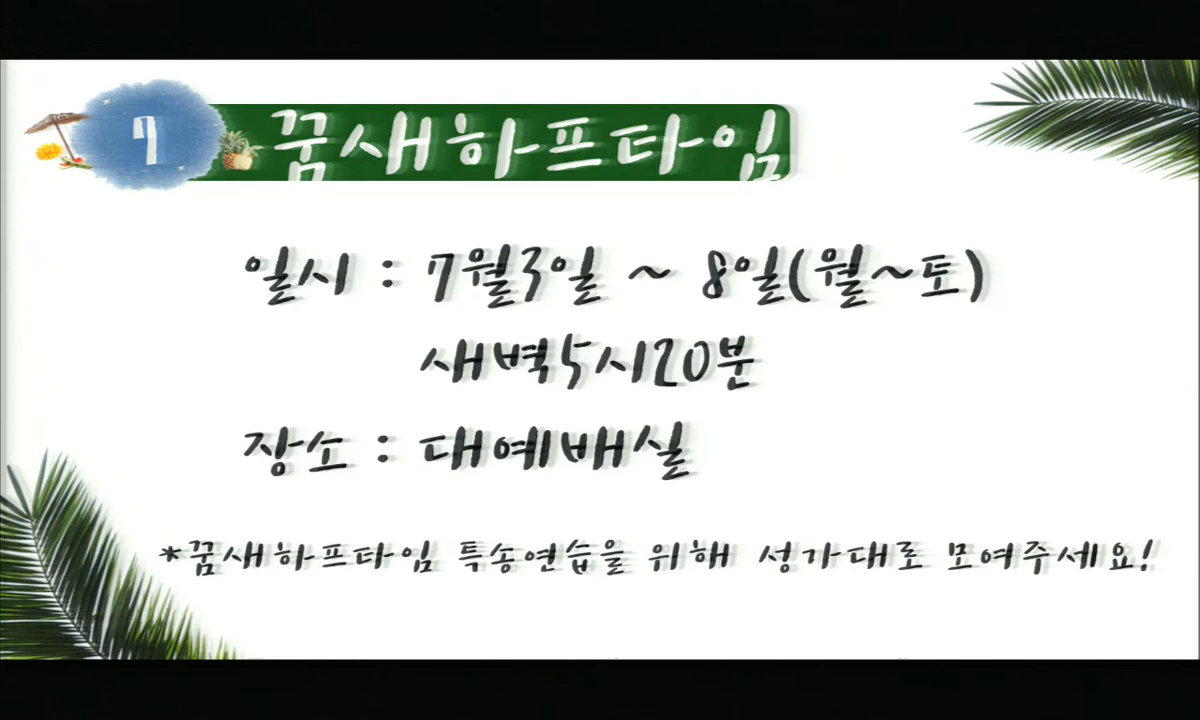 7 꿈새하프타임
일시 : 7월3일 ~ 8일(월~토)
새벽5시20분
장소 : 대예배실
*꿈새하프타임 특송연습을 위해 성가대로 모여주세요!